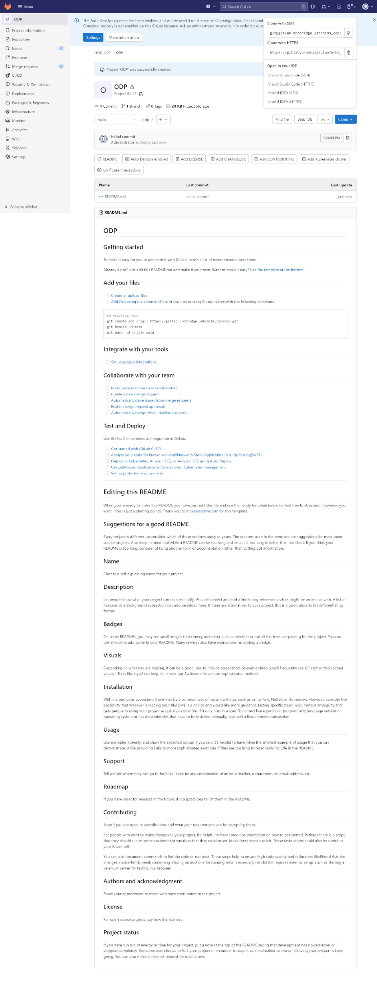 Menu
Search GitLab
/
O ODP
Project information
Repository
Issues 0
Redmine
Merge requests 0
CI/CD
Security & Compliance
Deployments
Packages & Registries
Infrastructure
Monitor
Analytics
Wiki
Snippets
Settings
Collapse sidebar
The Auto DevOps pipeline has been enabled and will be used if no alternative CI configuration file is found
Container registry is not enabled on this GitLab instance. Ask an administrator to enable it in order for Auto
Settings More information
Clone with SSH
git@gitlab.brobridge.lab:ncbs_odp/
Clone with HTTPS
https://gitlab.brobridge.lab/ncbs_
Open in your IDE
Visual Studio Code (SSH)
Visual Studio Code (HTTPS)
IntelliJ IDEA (SSH)
IntelliJ IDEA (HTTPS)
NCBS_ODP > ODP
Project 'ODP' was successfully created.
O
ODP
Project ID: 23
1 Commit 1 Branch 0 Tags 20 KB Project Storage
main odp / + Find file Web IDE Clone
Initial commit
Administrator authored just now
924d839a
README Auto DevOps enabled Add LICENSE Add CHANGELOG Add CONTRIBUTING Add Kubernetes cluster
Configure Integrations
Name Last commit Last update
README.md Initial commit just now
README.md
ODP
Getting started
To make it easy for you to get started with GitLab, here's a list of recommended next steps.
Already a pro? Just edit this README.md and make it your own. Want to make it easy? Use the template at the bottom!
Add your files
Create or upload files
Add files using the command line or push an existing Git repository with the following command:
cd existing_repo
git remote add origin https://gitlab.brobridge.lab/ncbs_odp/odp.git
git branch -M main
git push -uf origin main
Integrate with your tools
Set up project integrations
Collaborate with your team
Invite team members and collaborators
Create a new merge request
Automatically close issues from merge requests
Enable merge request approvals
Automatically merge when pipeline succeeds
Test and Deploy
Use the built-in continuous integration in GitLab.
Get started with GitLab CI/CD
Analyze your code for known vulnerabilities with Static Application Security Testing(SAST)
Deploy to Kubernetes, Amazon EC2, or Amazon ECS using Auto Deploy
Use pull-based deployments for improved Kubernetes management
Set up protected environments
Editing this README
When you're ready to make this README your own, just edit this file and use the handy template below (or feel free to structure it however you
want - this is just a starting point!). Thank you to makeareadme.com for this template.
Suggestions for a good README
Every project is different, so consider which of these sections apply to yours. The sections used in the template are suggestions for most open
source projects. Also keep in mind that while a README can be too long and detailed, too long is better than too short. If you think your
README is too long, consider utilizing another form of documentation rather than cutting out information.
Name
Choose a self-explaining name for your project.
Description
Let people know what your project can do specifically. Provide context and add a link to any reference visitors might be unfamiliar with. A list of
Features or a Background subsection can also be added here. If there are alternatives to your project, this is a good place to list differentiating
factors.
Badges
On some READMEs, you may see small images that convey metadata, such as whether or not all the tests are passing for the project. You can
use Shields to add some to your README. Many services also have instructions for adding a badge.
Visuals
Depending on what you are making, it can be a good idea to include screenshots or even a video (you'll frequently see GIFs rather than actual
videos). Tools like ttygif can help, but check out Asciinema for a more sophisticated method.
Installation
Within a particular ecosystem, there may be a common way of installing things, such as using Yarn, NuGet, or Homebrew. However, consider the
possibility that whoever is reading your README is a novice and would like more guidance. Listing specific steps helps remove ambiguity and
gets people to using your project as quickly as possible. If it only runs in a specific context like a particular programming language version or
operating system or has dependencies that have to be installed manually, also add a Requirements subsection.
Usage
Use examples liberally, and show the expected output if you can. It's helpful to have inline the smallest example of usage that you can
demonstrate, while providing links to more sophisticated examples if they are too long to reasonably include in the README.
Support
Tell people where they can go to for help. It can be any combination of an issue tracker, a chat room, an email address, etc.
Roadmap
If you have ideas for releases in the future, it is a good idea to list them in the README.
Contributing
State if you are open to contributions and what your requirements are for accepting them.
For people who want to make changes to your project, it's helpful to have some documentation on how to get started. Perhaps there is a script
that they should run or some environment variables that they need to set. Make these steps explicit. These instructions could also be useful to
your future self.
You can also document commands to lint the code or run tests. These steps help to ensure high code quality and reduce the likelihood that the
changes inadvertently break something. Having instructions for running tests is especially helpful if it requires external setup, such as starting a
Selenium server for testing in a browser.
Authors and acknowledgment
Show your appreciation to those who have contributed to the project.
License
For open source projects, say how it is licensed.
Project status
If you have run out of energy or time for your project, put a note at the top of the README saying that development has slowed down or
stopped completely. Someone may choose to fork your project or volunteer to step in as a maintainer or owner, allowing your project to keep
going. You can also make an explicit request for maintainers.